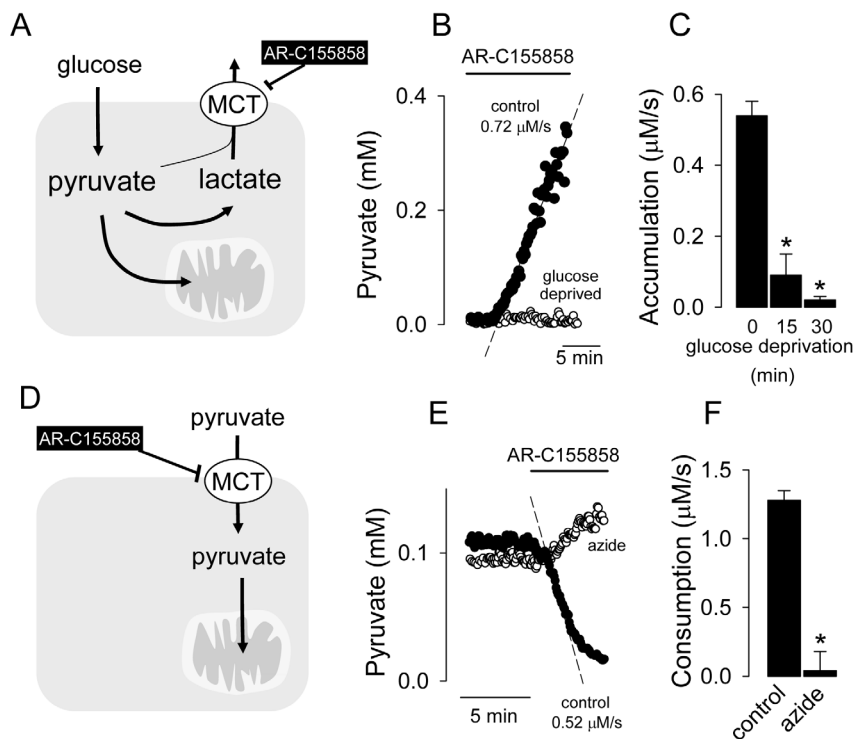 A
glucose
AR-C155858
MCT
pyruvate
lactate
B
AR-C155858
control
0.72 μM/s
Pyruvate (mM)
0.4
0.2
0.0
glucose
deprived
5 min
C
Accumulation (μM/s)
0.6
0.4
0.2
0.0
*
*
0 15 30
glucose deprivation
(min)
D
pyruvate
AR-C155858
MCT
pyruvate
E
AR-C155858
Pyruvate (mM)
0.1
0.0
azide
5 min
control
0.52 μM/s
F
Consumption (μM/s)
1.5
1.0
0.5
0.0
*
control
azide